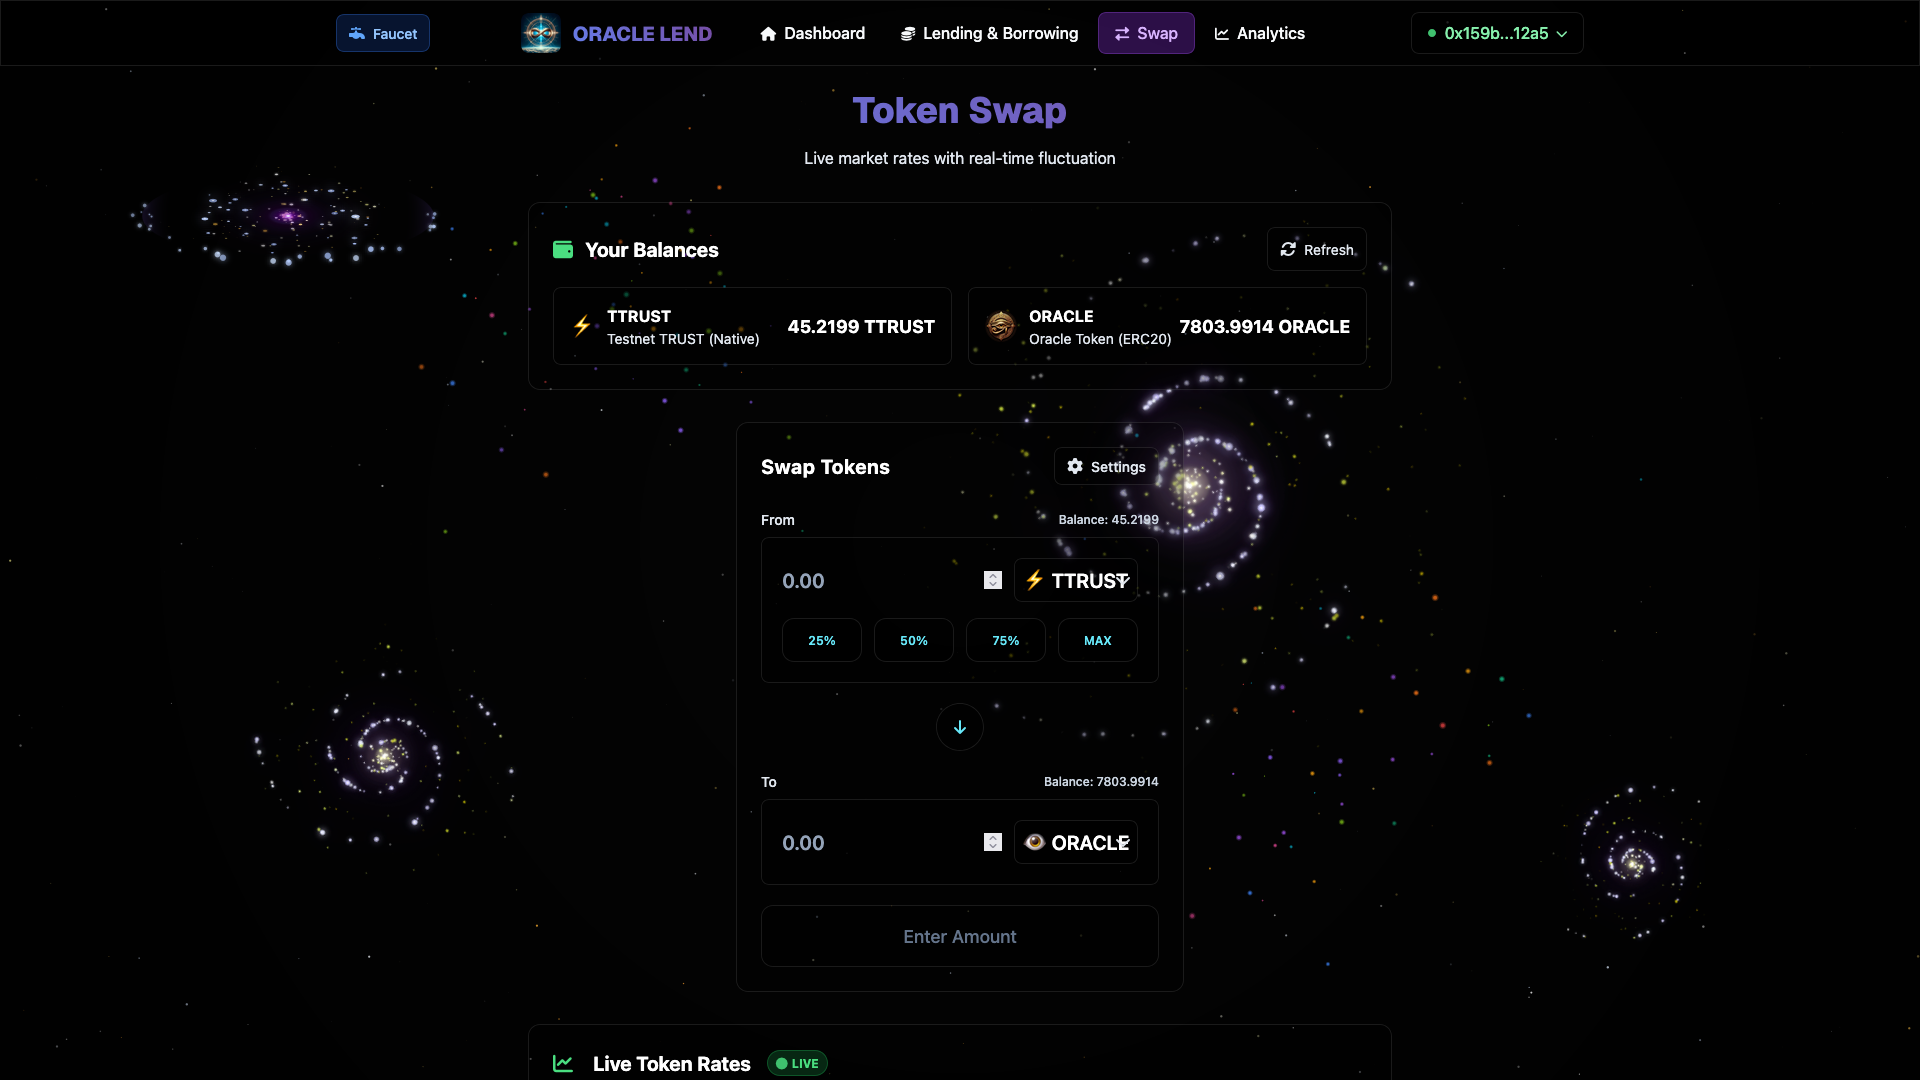 Faucet
ORACLE LEND
Dashboard
Lending & Borrowing
Swap
Analytics
0x159b...12a5
Token Swap
Live market rates with real-time fluctuation
Your Balances
Refresh
TTRUST
Testnet TRUST (Native)
45.2199 TTRUST
ORACLE
Oracle Token (ERC20)
7803.9914 ORACLE
Swap Tokens
Settings
From
Balance: 45.2199
0.00
⚡ TTRUST
25%
50%
75%
MAX
To
Balance: 7803.9914
0.00
👁️ ORACLE
Enter Amount
Live Token Rates
LIVE